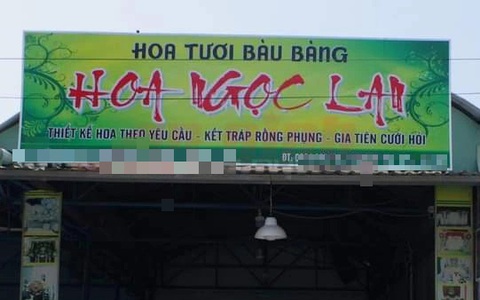 HOA TƯƠI BÀU BÀNG
HOA NGỌC LAN
THIẾT KẾ HOA THEO YÊU CẦU - KẾT TRÁP RỒNG PHỤNG - GIA TIÊN CƯỚI HỎI
ĐT.